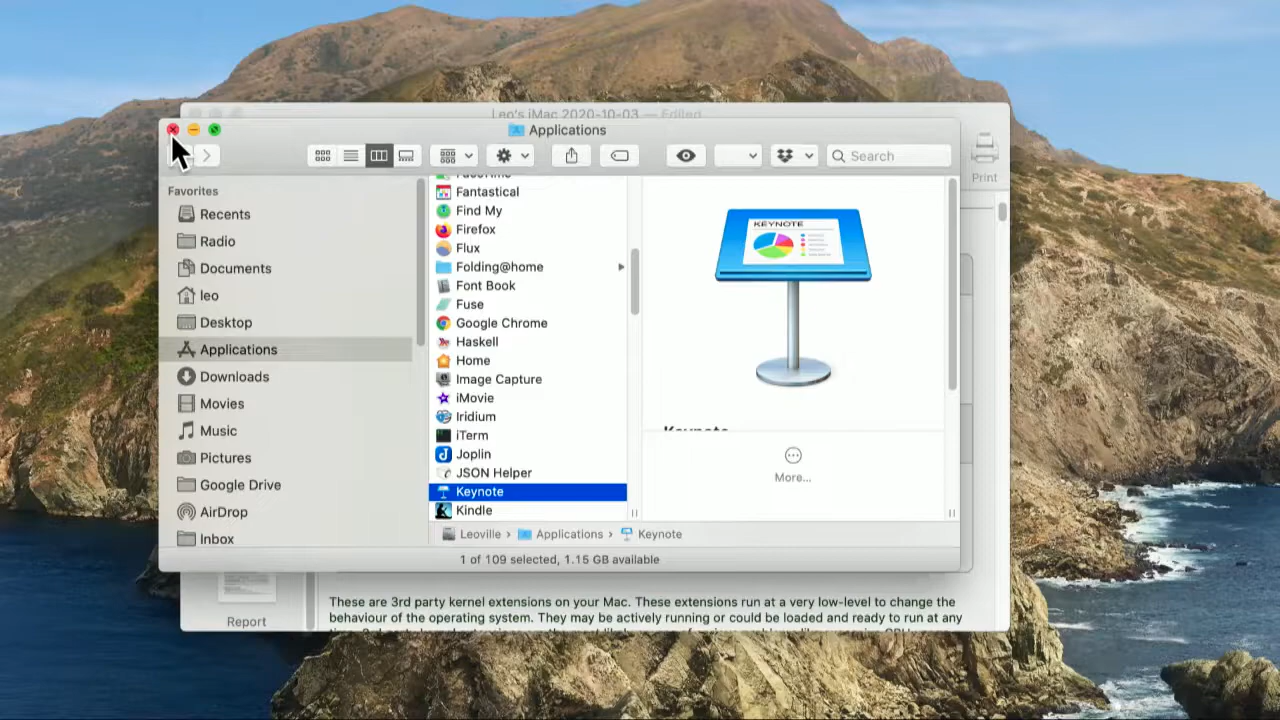 Leo's iMac 2020-10-03 — Edited
Applications
Search
Print
Favorites
Recents
Radio
Documents
leo
Desktop
Applications
Downloads
Movies
Music
Pictures
Google Drive
AirDrop
Inbox
FaceTime
Fantastical
Find My
Firefox
Flux
Folding@home
Font Book
Fuse
Google Chrome
Haskell
Home
Image Capture
iMovie
Iridium
iTerm
Joplin
JSON Helper
Keynote
Kindle
KEYNOTE
Keynote
More...
Leoville › Applications › Keynote
1 of 109 selected, 1.15 GB available
Report
These are 3rd party kernel extensions on your Mac. These extensions run at a very low-level to change the
behaviour of the operating system. They may be actively running or could be loaded and ready to run at any